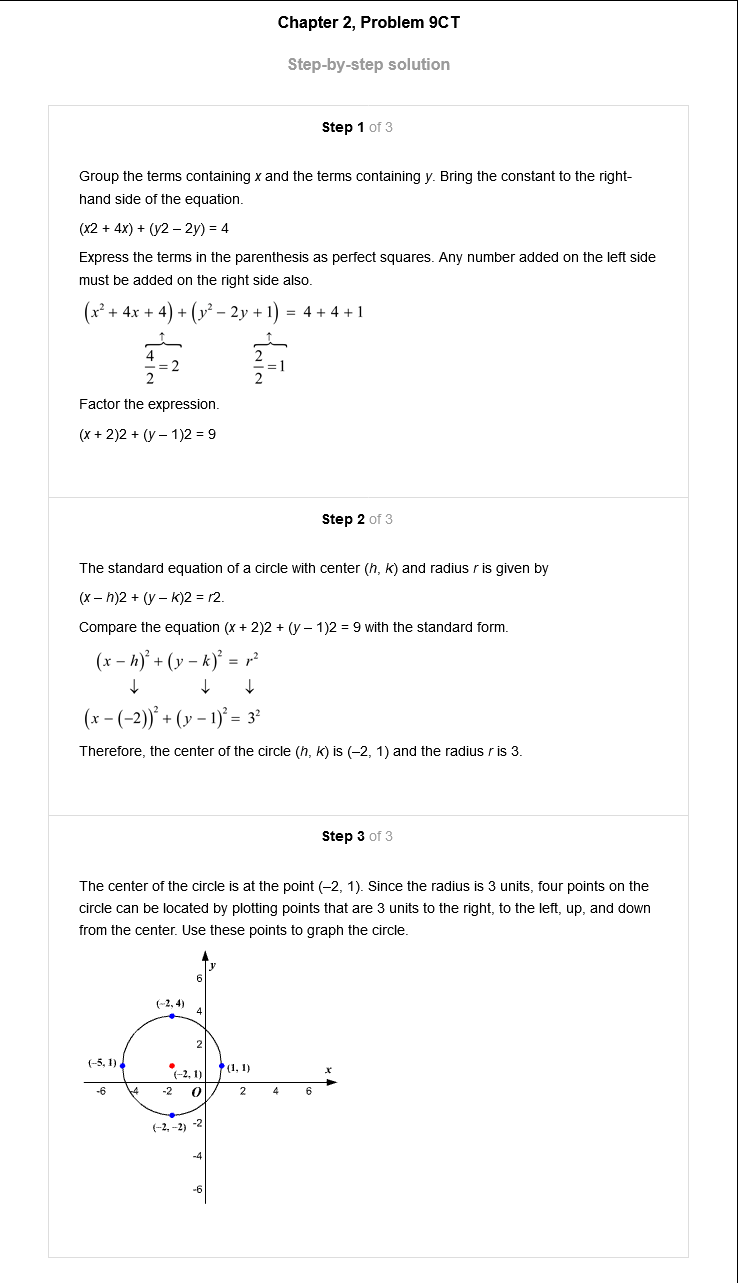 Chapter 2, Problem 9CT
Step-by-step solution
Step 1 of 3
Group the terms containing x and the terms containing y. Bring the constant to the right-
hand side of the equation.
(x2 + 4x) + (y2 – 2y) = 4
Express the terms in the parenthesis as perfect squares. Any number added on the left side
must be added on the right side also.
(x² + 4x + 4) + (y² – 2y + 1) = 4 + 4 + 1
↑ ↑
4/2 = 2 2/2 = 1
Factor the expression.
(x + 2)2 + (y – 1)2 = 9
Step 2 of 3
The standard equation of a circle with center (h, k) and radius r is given by
(x – h)2 + (y – k)2 = r2.
Compare the equation (x + 2)2 + (y – 1)2 = 9 with the standard form.
(x – h)² + (y – k)² = r²
↓ ↓ ↓
(x – (–2))² + (y – 1)² = 3²
Therefore, the center of the circle (h, k) is (–2, 1) and the radius r is 3.
Step 3 of 3
The center of the circle is at the point (–2, 1). Since the radius is 3 units, four points on the
circle can be located by plotting points that are 3 units to the right, to the left, up, and down
from the center. Use these points to graph the circle.
y
6
(–2, 4)
4
2
(–5, 1)
(–2, 1)
(1, 1)
x
-6 -4 -2 O 2 4 6
(–2, –2)
-2
-4
-6